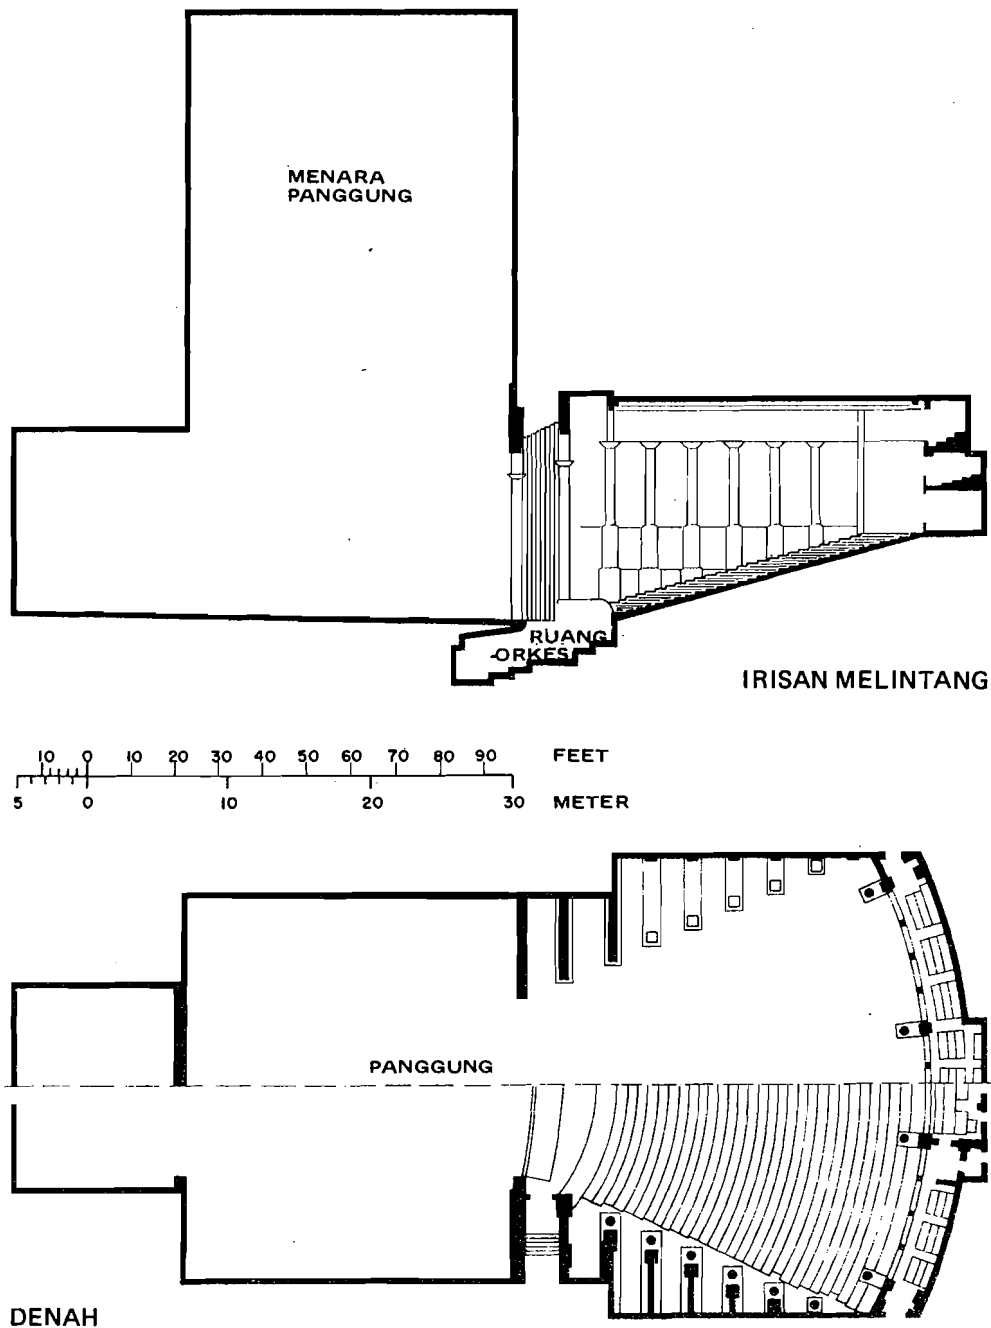 MENARA
PANGGUNG
RUANG
ORKES
IRISAN MELINTANG
10 0 10 20 30 40 50 60 70 80 90 FEET
5 0 10 20 30 METER
PANGGUNG
DENAH